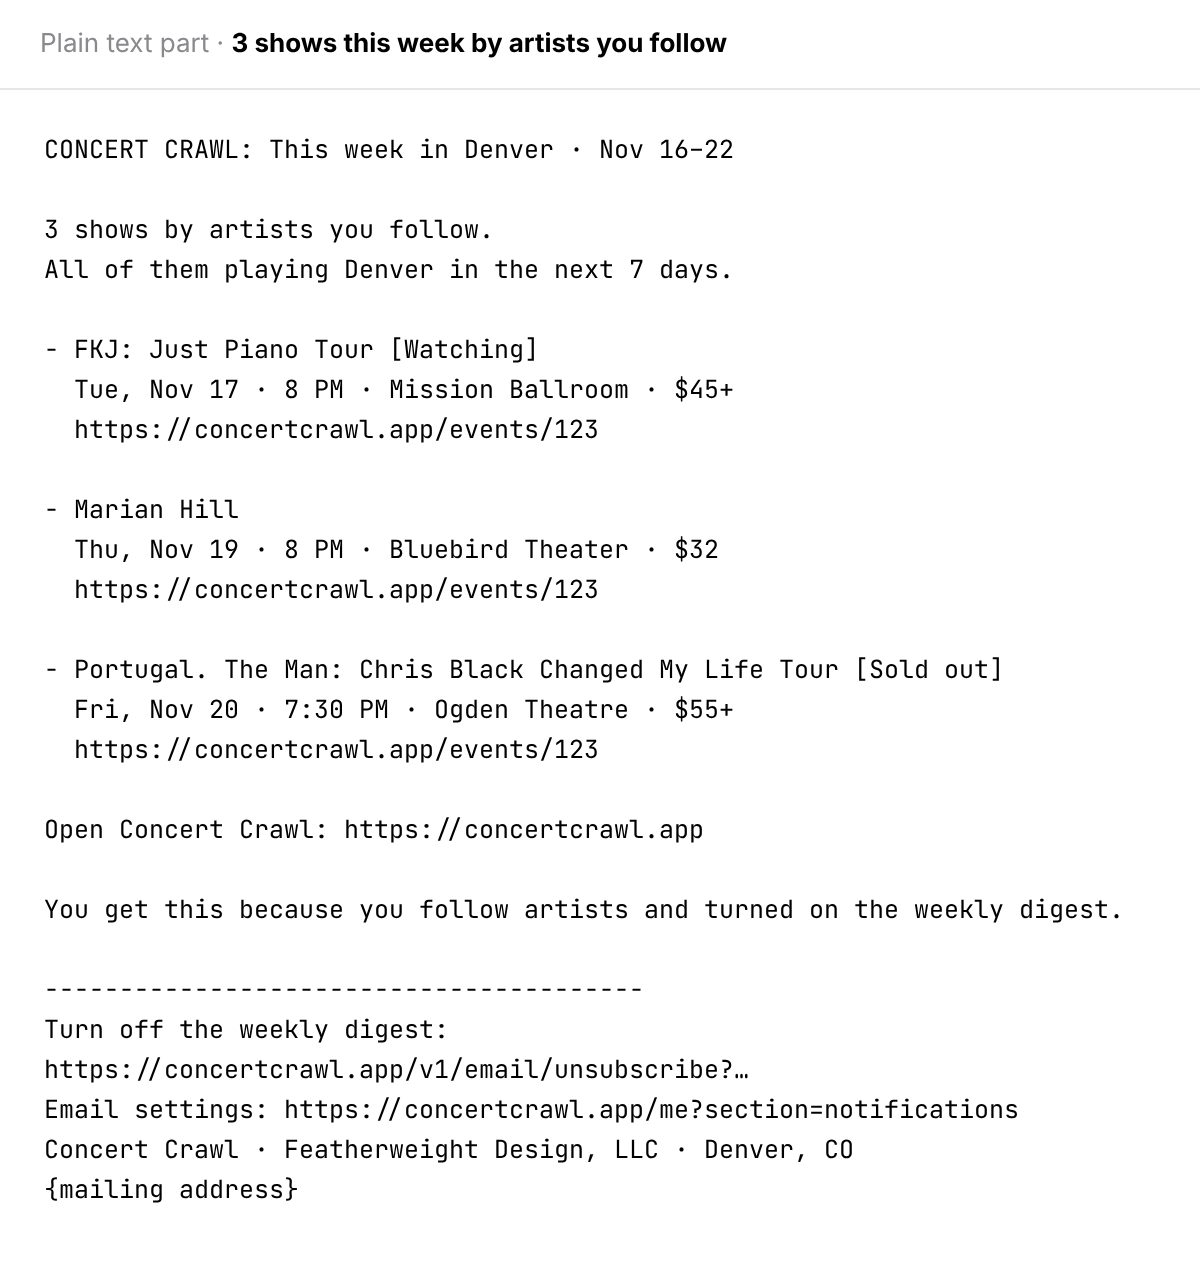 Plain text part · 3 shows this week by artists you follow
CONCERT CRAWL: This week in Denver · Nov 16–22
3 shows by artists you follow.
All of them playing Denver in the next 7 days.
- FKJ: Just Piano Tour [Watching]
Tue, Nov 17 · 8 PM · Mission Ballroom · $45+
https://concertcrawl.app/events/123
- Marian Hill
Thu, Nov 19 · 8 PM · Bluebird Theater · $32
https://concertcrawl.app/events/123
- Portugal. The Man: Chris Black Changed My Life Tour [Sold out]
Fri, Nov 20 · 7:30 PM · Ogden Theatre · $55+
https://concertcrawl.app/events/123
Open Concert Crawl: https://concertcrawl.app
You get this because you follow artists and turned on the weekly digest.
----------------------------------------
Turn off the weekly digest:
https://concertcrawl.app/v1/email/unsubscribe?…
Email settings: https://concertcrawl.app/me?section=notifications
Concert Crawl · Featherweight Design, LLC · Denver, CO
{mailing address}